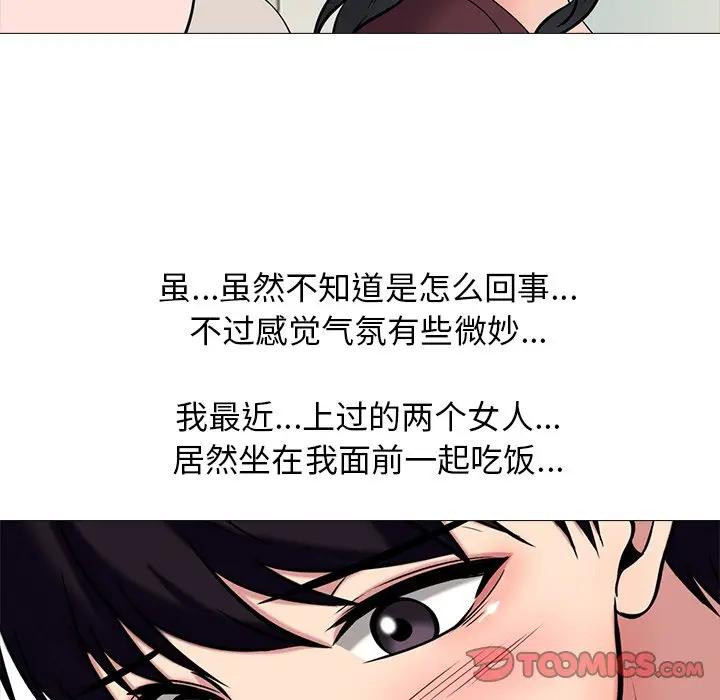 虽...虽然不知道是怎么回事...
不过感觉气氛有些微妙...
我最近...上过的两个女人...
居然坐在我面前一起吃饭...
TOOMICS.COM